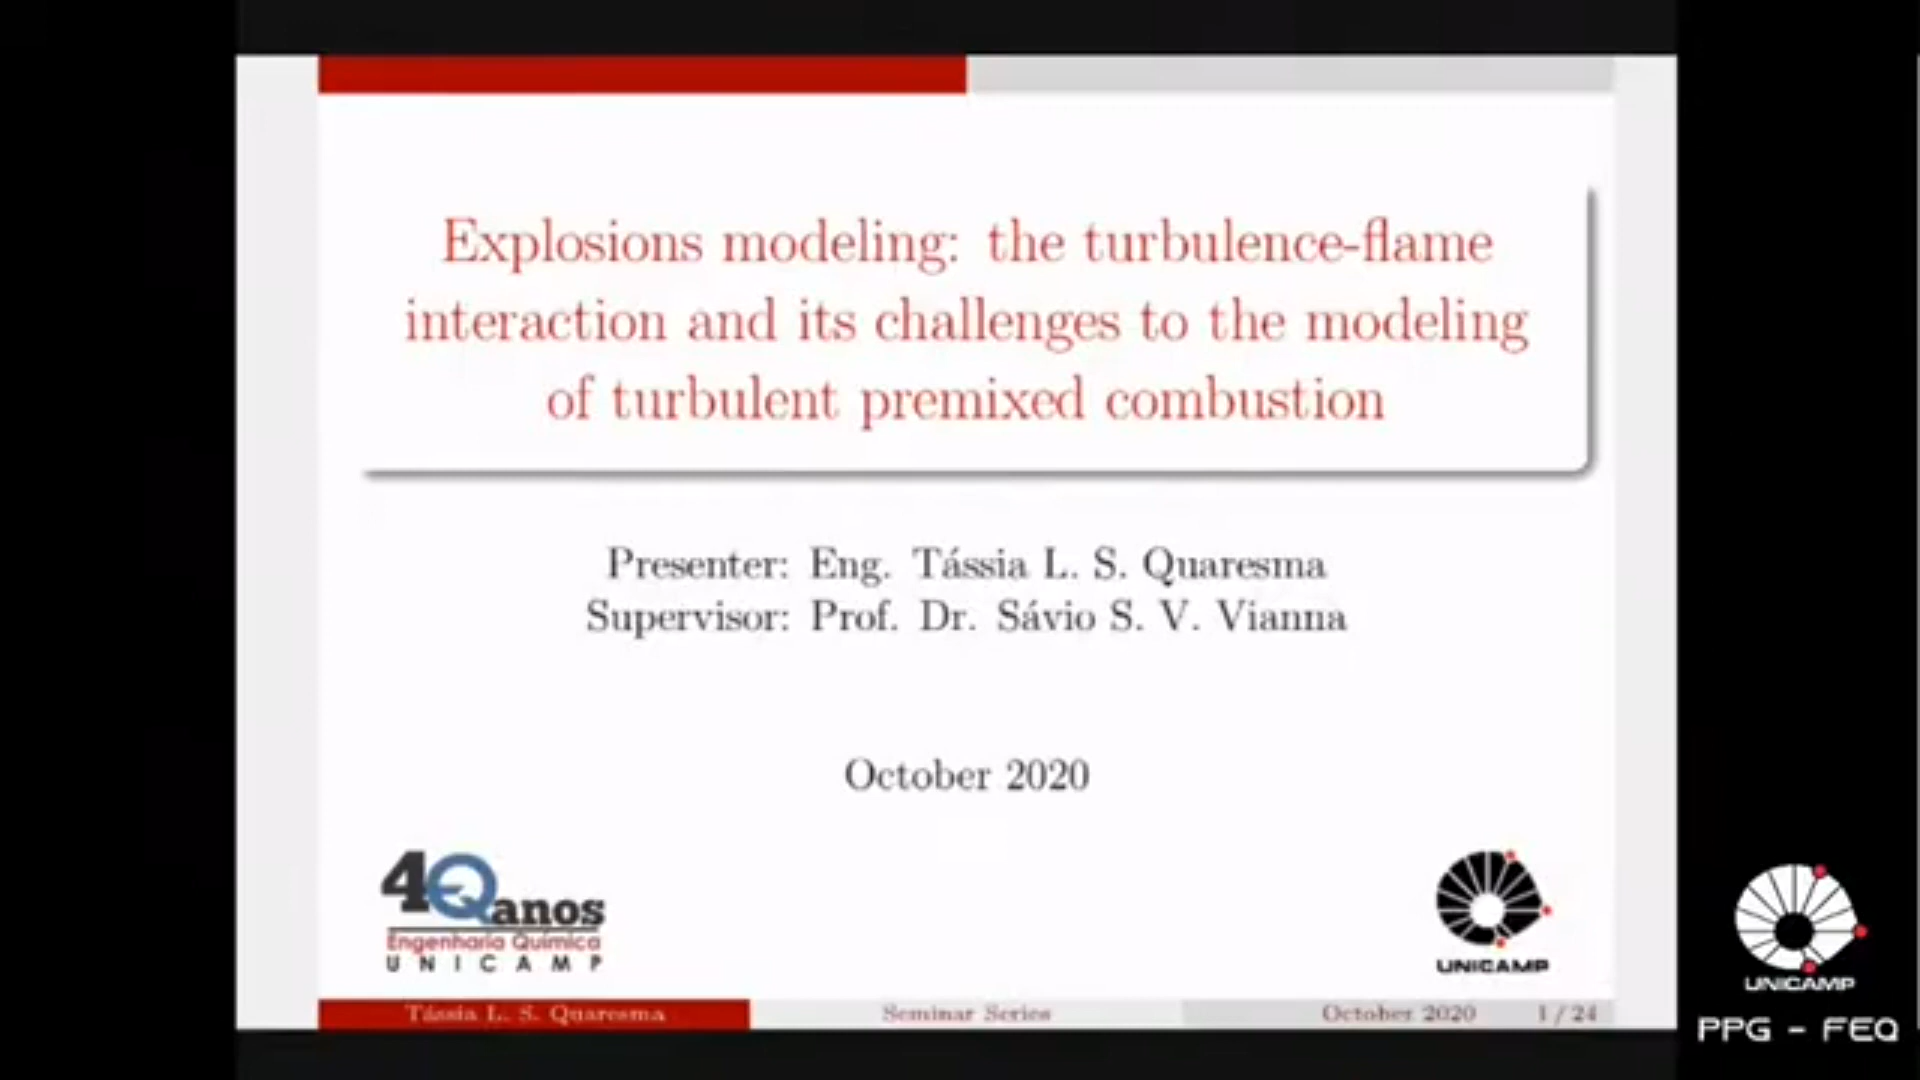 Explosions modeling: the turbulence-flame
interaction and its challenges to the modeling
of turbulent premixed combustion
Presenter: Eng. Tássia L. S. Quaresma
Supervisor: Prof. Dr. Sávio S. V. Vianna
October 2020
4Qanos
Engenharia Química
UNICAMP
UNICAMP
Tássia L. S. Quaresma
Seminar Series
October 2020
1 / 24
UNICAMP
PPG - FEQ